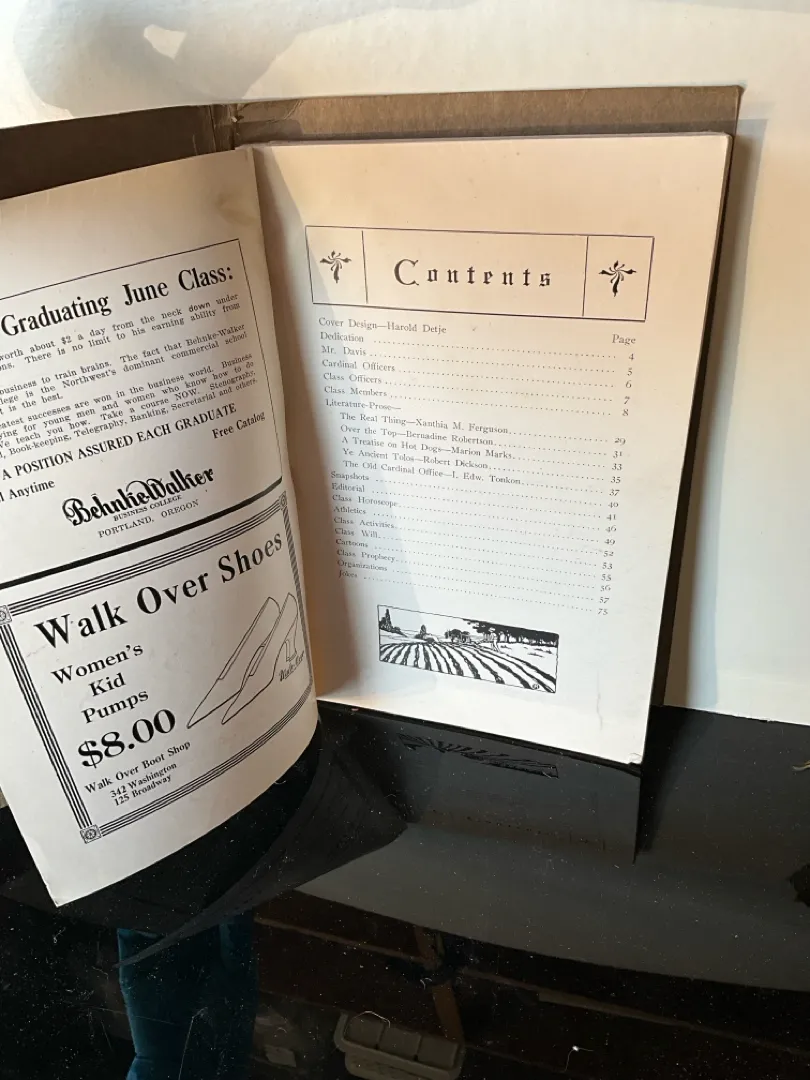 Graduating June Class:
worth about $2 a day from the neck down under
ons. There is no limit to his earning ability from
business to train brains. The fact that Behnke-Walker
lege is the Northwest's dominant commercial school
t is the best.
eatest successes are won in the business world. Business
ying for young men and women who know how to do
We teach you how. Take a course NOW. Stenography,
, Book-keeping, Telegraphy, Banking, Secretarial and others.
A POSITION ASSURED EACH GRADUATE
l Anytime
Free Catalog
Behnke-Walker
BUSINESS COLLEGE
PORTLAND, OREGON
Walk Over Shoes
Women's
Kid
Pumps
$8.00
Walk-Over
Walk Over Boot Shop
342 Washington
125 Broadway
Contents
Page
Cover Design—Harold Detje
Dedication 4
Mr. Davis 5
Cardinal Officers 6
Class Officers 7
Class Members 8
Literature-Prose—
The Real Thing—Xanthia M. Ferguson 29
Over the Top—Bernadine Robertson 31
A Treatise on Hot Dogs—Marion Marks 33
Ye Ancient Tolos—Robert Dickson 35
The Old Cardinal Office—I. Edw. Tonkon 37
Snapshots 40
Editorial 41
Class Horoscope 46
Athletics 49
Class Activities 52
Class Will 53
Cartoons 55
Class Prophecy 56
Organizations 57
Jokes 75